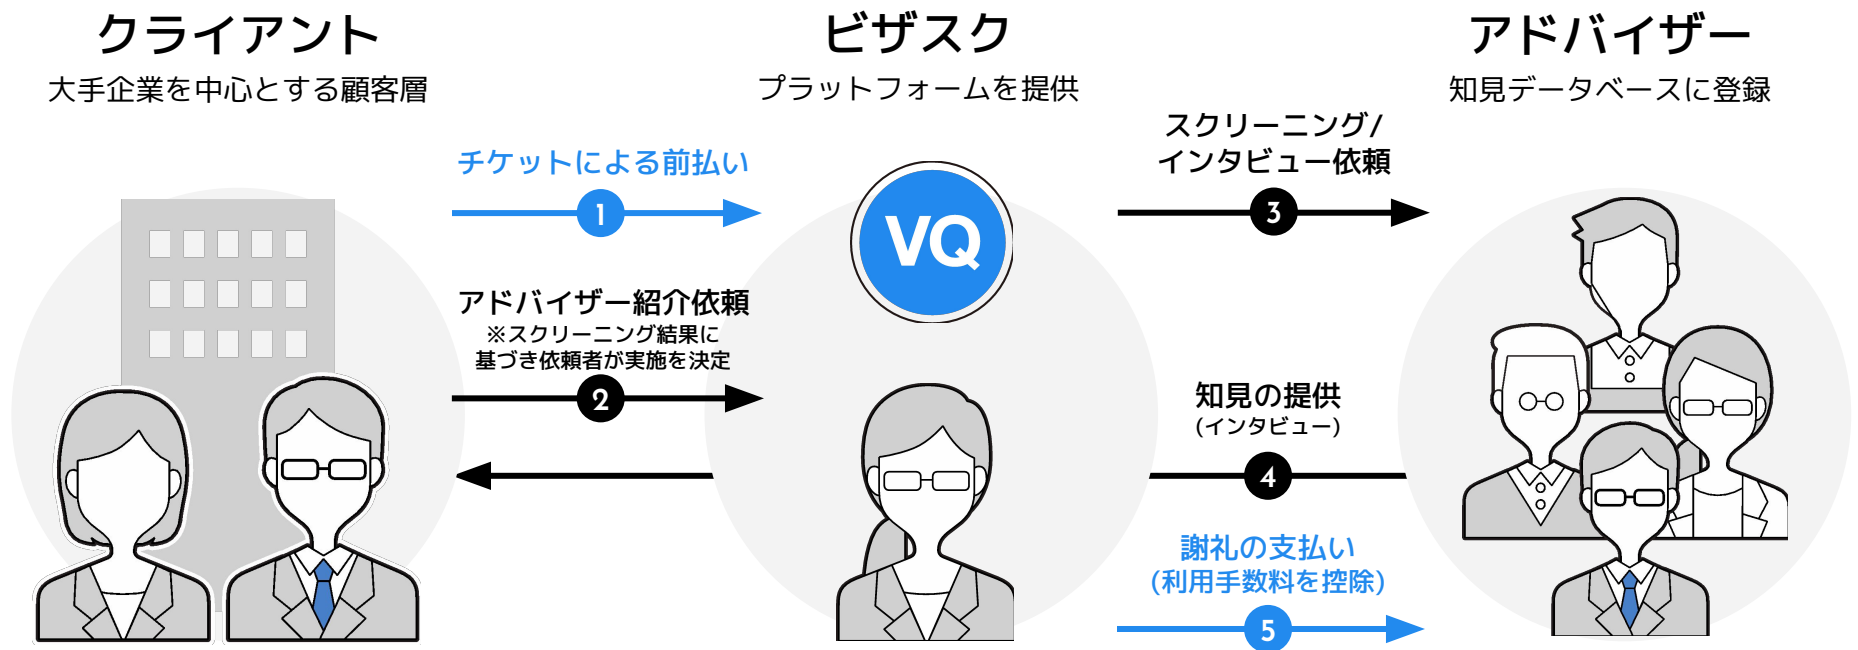 クライアント
大手企業を中心とする顧客層
ビザスク
プラットフォームを提供
アドバイザー
知見データベースに登録
チケットによる前払い
1
アドバイザー紹介依頼
※スクリーニング結果に
基づき依頼者が実施を決定
2
VQ
スクリーニング/
インタビュー依頼
3
知見の提供
(インタビュー)
4
謝礼の支払い
(利用手数料を控除)
5